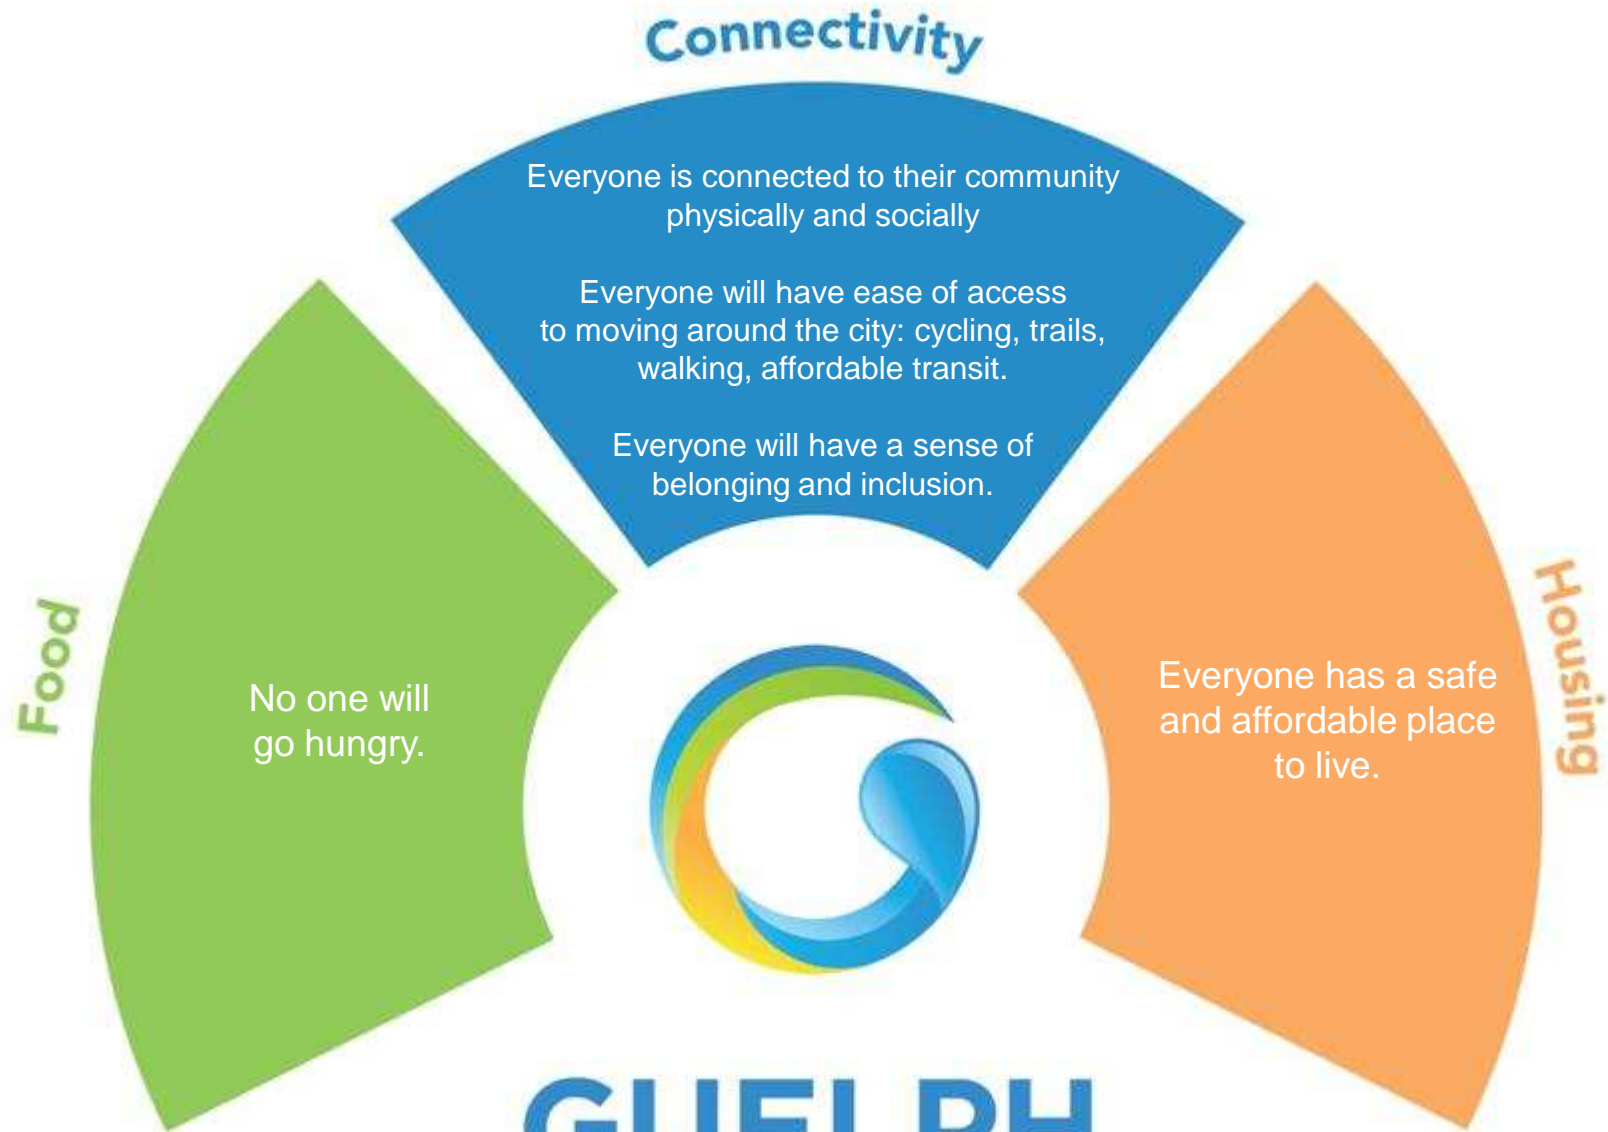 Connectivity
Everyone is connected to their community
physically and socially
Everyone will have ease of access
to moving around the city: cycling, trails,
walking, affordable transit.
Everyone will have a sense of
belonging and inclusion.
Food
No one will
go hungry.
Housing
Everyone has a safe
and affordable place
to live.
GUELPH